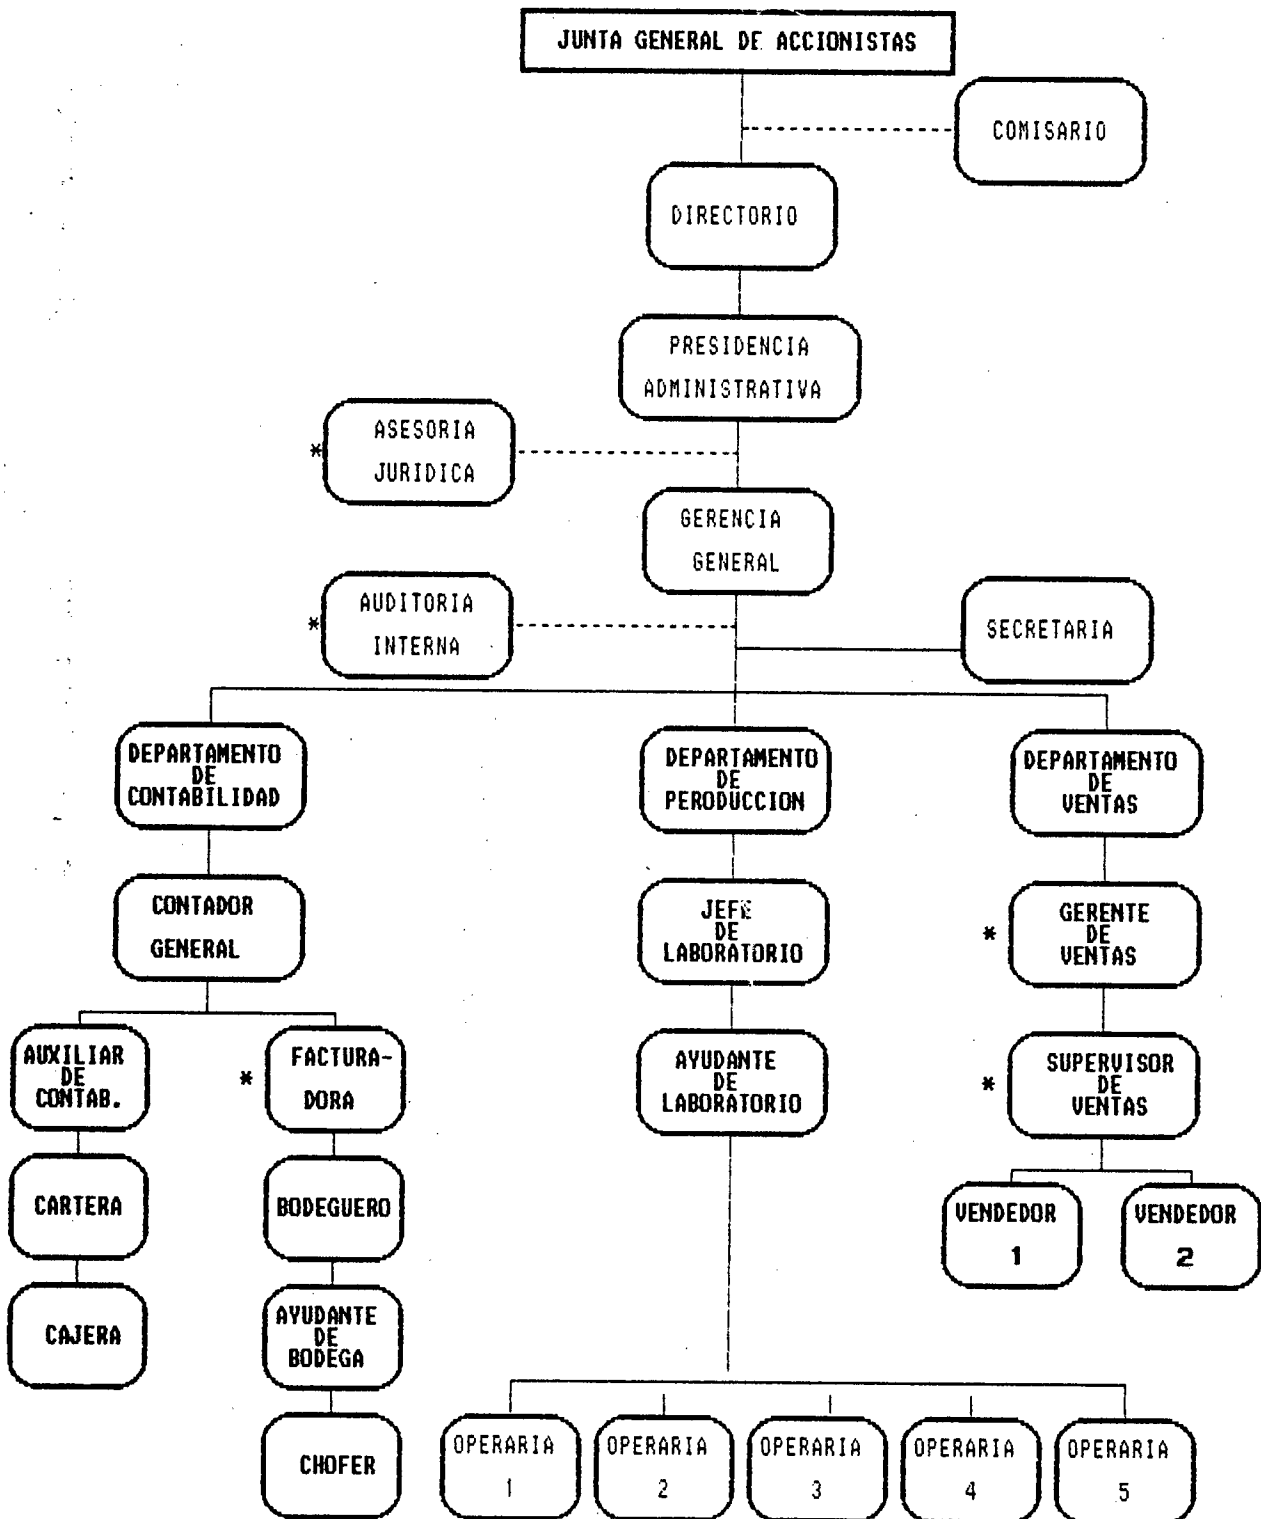 JUNTA GENERAL DE ACCIONISTAS
COMISARIO
DIRECTORIO
PRESIDENCIA
ADMINISTRATIVA
*
ASESORIA
JURIDICA
GERENCIA
GENERAL
*
AUDITORIA
INTERNA
SECRETARIA
DEPARTAMENTO
DE
CONTABILIDAD
DEPARTAMENTO
DE
PERODUCCION
DEPARTAMENTO
DE
VENTAS
CONTADOR
GENERAL
JEFE
DE
LABORATORIO
*
GERENTE
DE
VENTAS
AUXILIAR
DE
CONTAB.
*
FACTURA-
DORA
AYUDANTE
DE
LABORATORIO
*
SUPERVISOR
DE
VENTAS
CARTERA
BODEGUERO
VENDEDOR
1
VENDEDOR
2
CAJERA
AYUDANTE
DE
BODEGA
CHOFER
OPERARIA
1
OPERARIA
2
OPERARIA
3
OPERARIA
4
OPERARIA
5